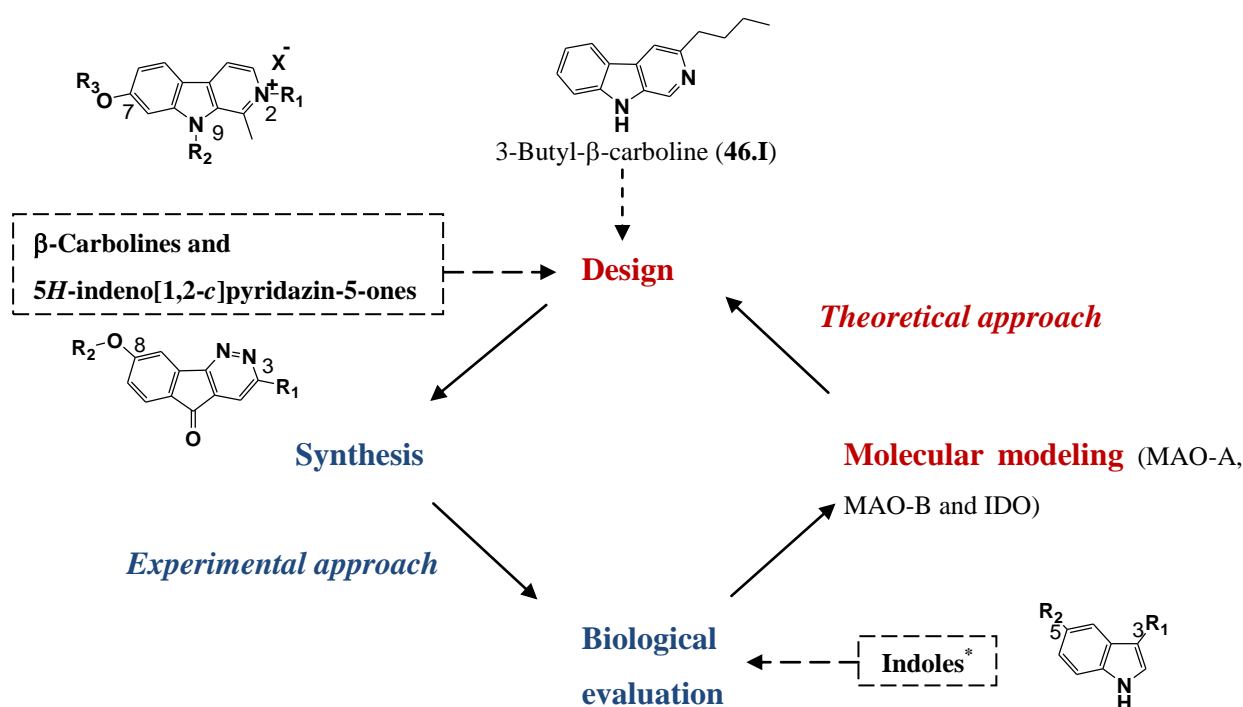 X-
R3
O
7
N+
2
R1
N
9
R2
N
N
H
3-Butyl-β-carboline (46.I)
β-Carbolines and
5H-indeno[1,2-c]pyridazin-5-ones
Design
Theoretical approach
R2
O
8
N=N
3
R1
O
Synthesis
Molecular modeling (MAO-A,
MAO-B and IDO)
Experimental approach
Biological
evaluation
Indoles*
R2
5
3
R1
N
H